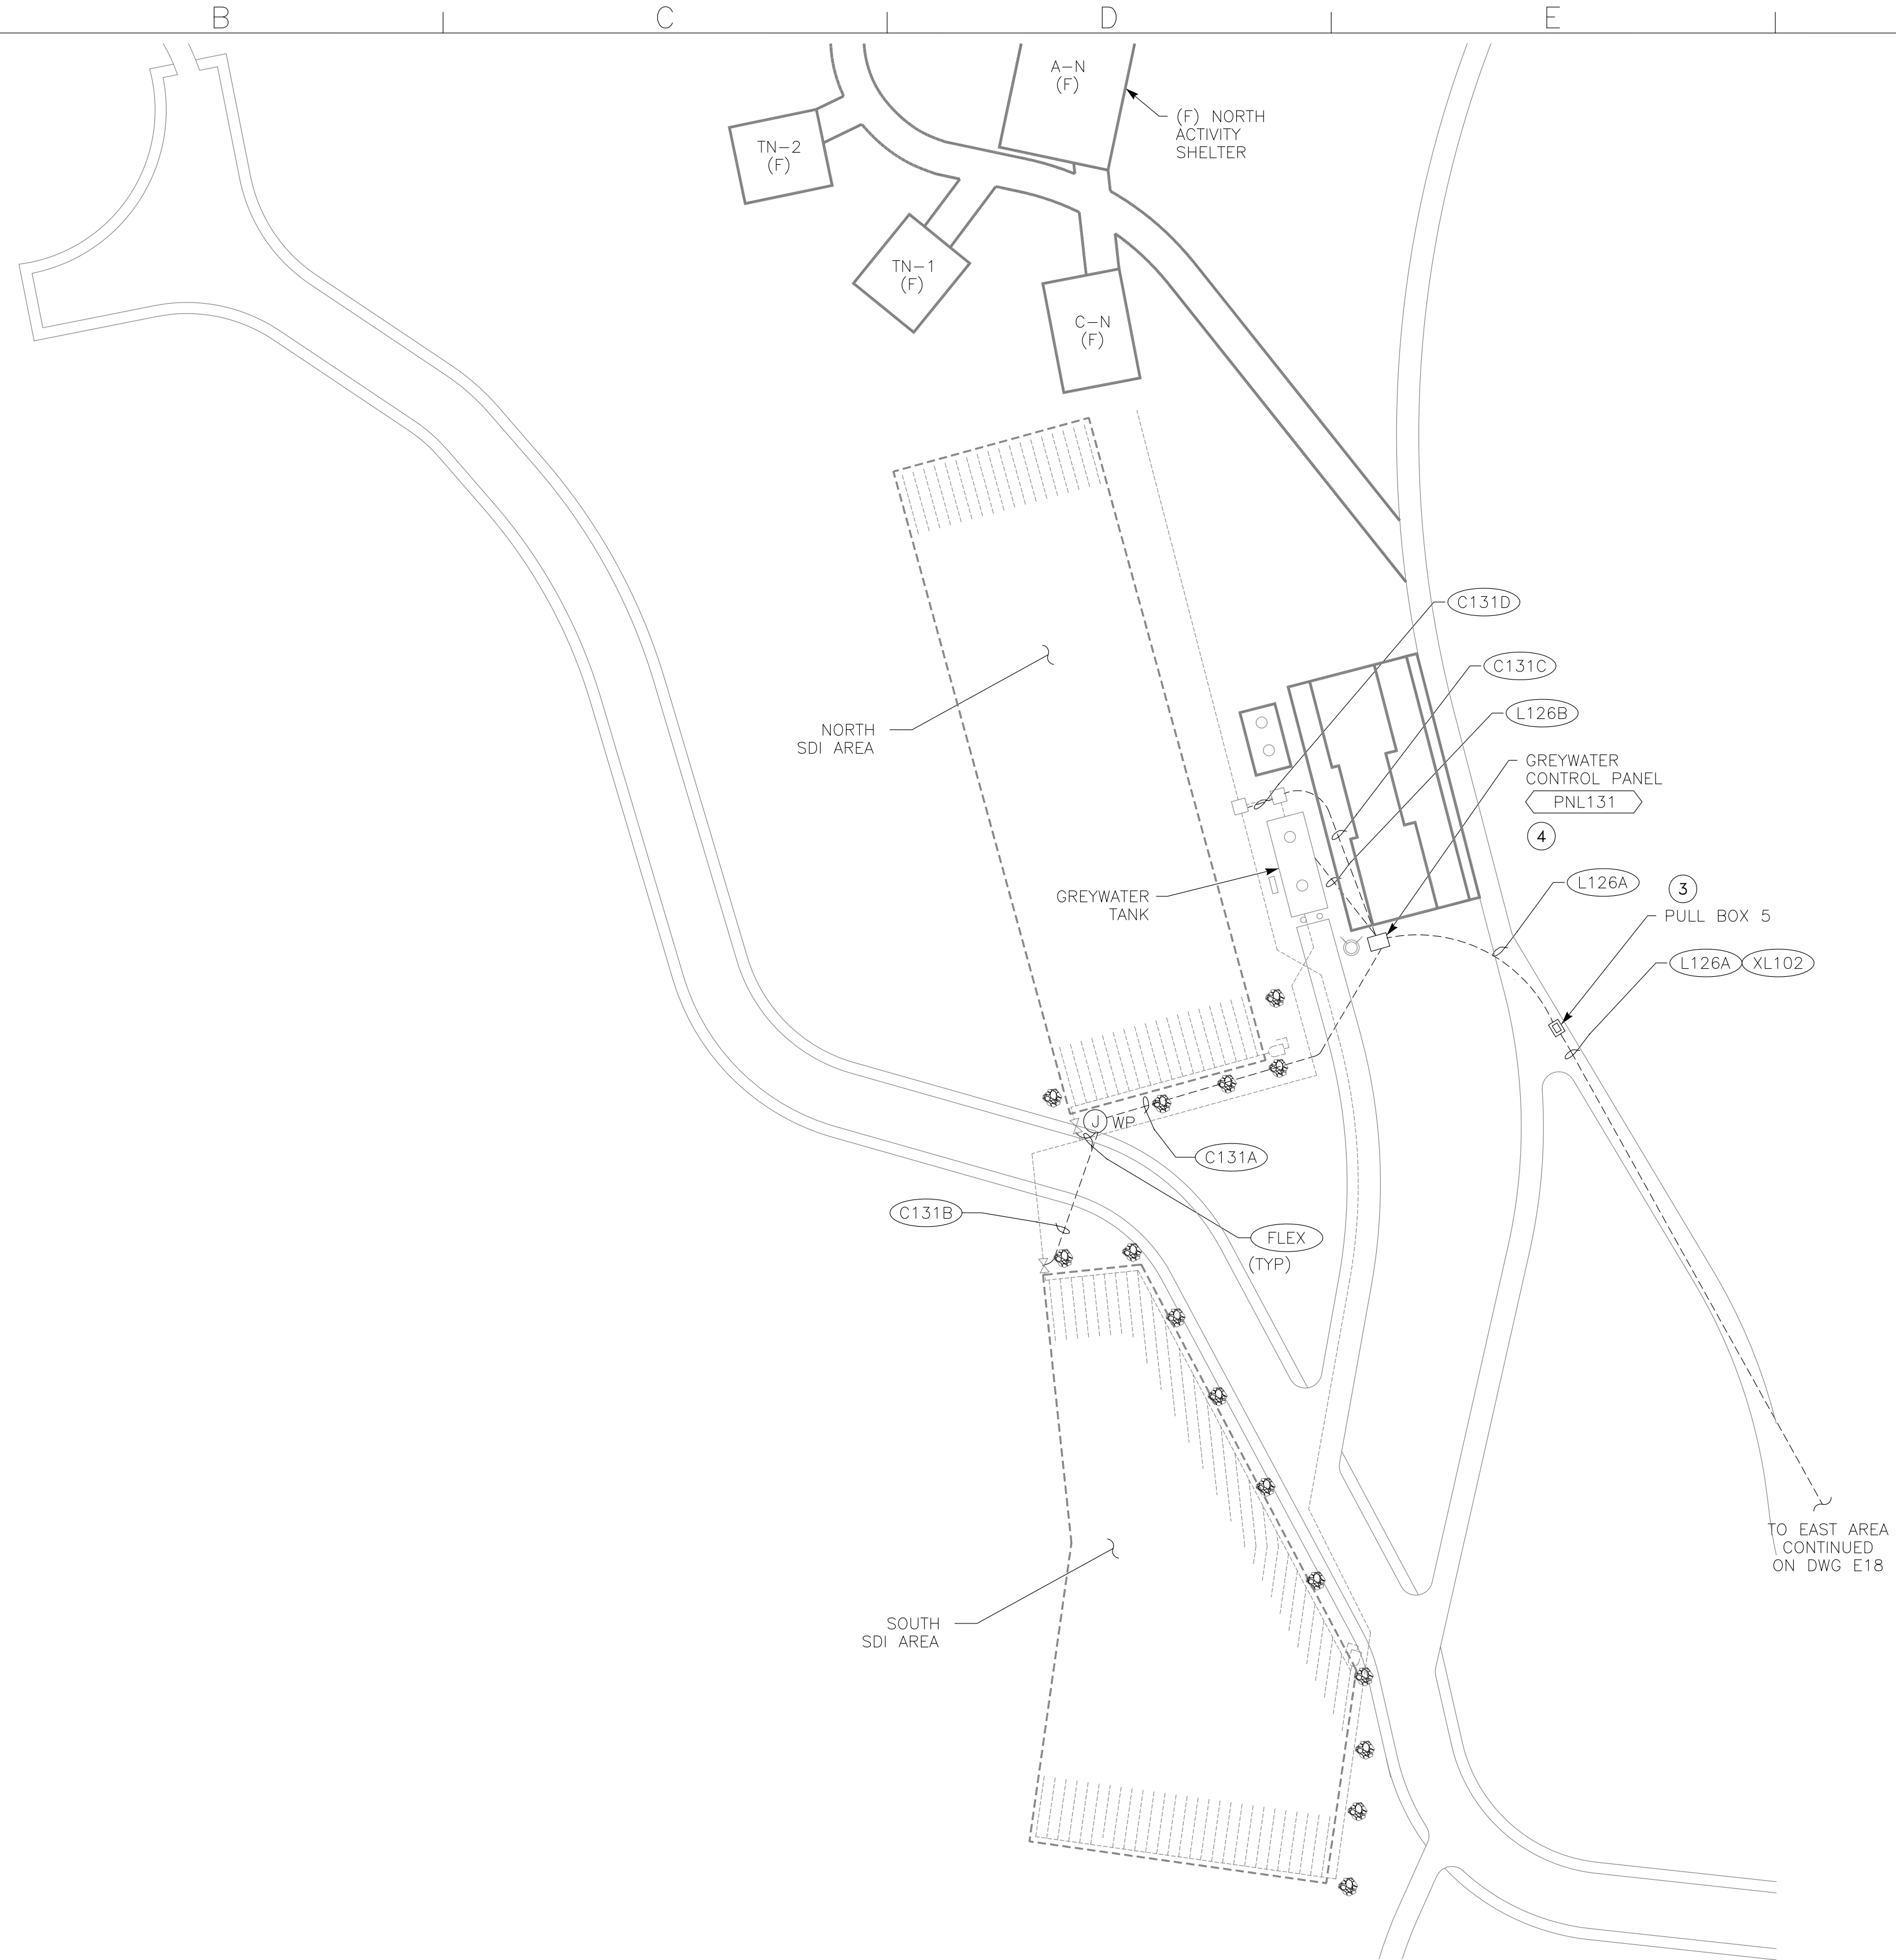 B
C
D
E
A-N
(F)
(F) NORTH
ACTIVITY
SHELTER
TN-2
(F)
TN-1
(F)
C-N
(F)
C131D
C131C
L126B
NORTH
SDI AREA
GREYWATER
CONTROL PANEL
PNL131
4
GREYWATER
TANK
L126A
3
PULL BOX 5
L126A XL102
J WP
C131A
C131B
FLEX
(TYP)
TO EAST AREA
CONTINUED
ON DWG E18
SOUTH
SDI AREA